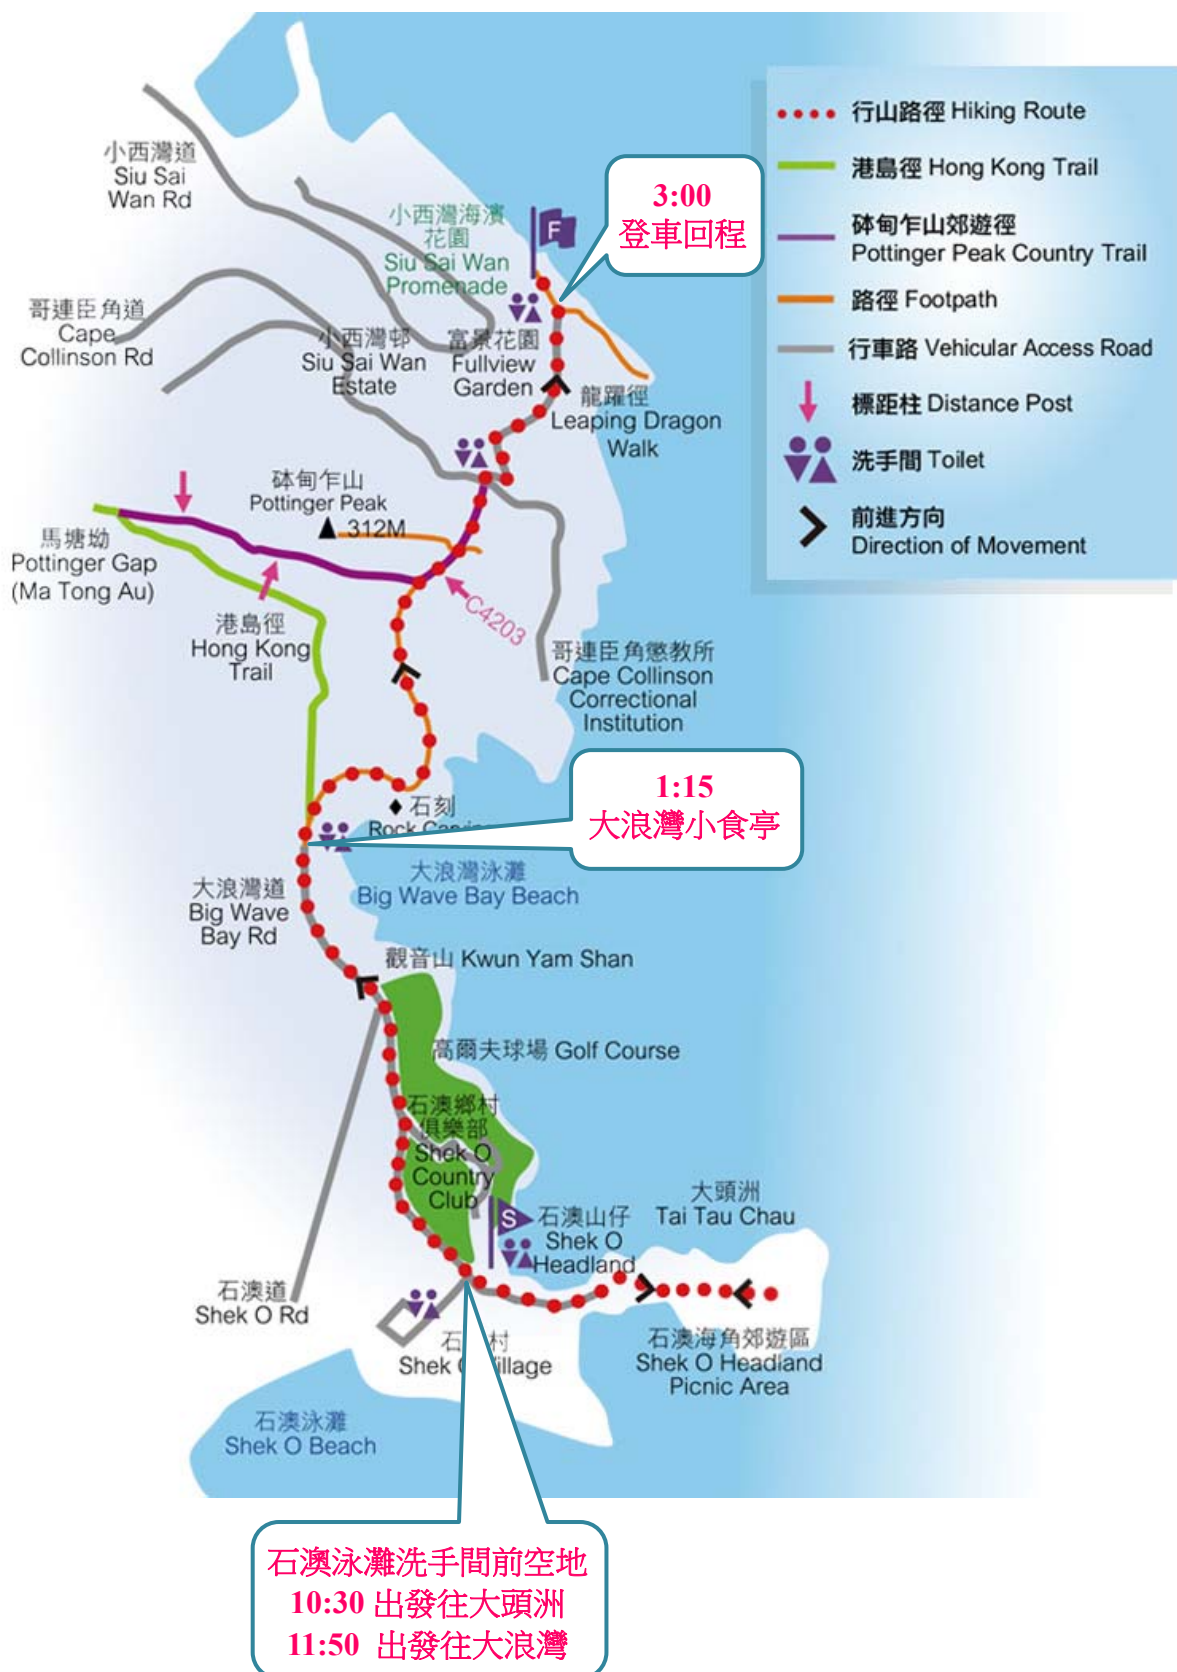 行山路徑 Hiking Route
港島徑 Hong Kong Trail
砵甸乍山郊遊徑
Pottinger Peak Country Trail
路徑 Footpath
行車路 Vehicular Access Road
標距柱 Distance Post
洗手間 Toilet
前進方向
Direction of Movement
小西灣道
Siu Sai
Wan Rd
3:00
登車回程
小西灣海濱
花園
Siu Sai Wan
Promenade
F
哥連臣角道
Cape
Collinson Rd
小西灣邨
Siu Sai Wan
Estate
富景花園
Fullview
Garden
龍躍徑
Leaping Dragon
Walk
砵甸乍山
Pottinger Peak
312M
馬塘坳
Pottinger Gap
(Ma Tong Au)
港島徑
Hong Kong
Trail
C4203
哥連臣角懲教所
Cape Collinson
Correctional
Institution
1:15
大浪灣小食亭
石刻
Rock
大浪灣泳灘
Big Wave Bay Beach
大浪灣道
Big Wave
Bay Rd
觀音山 Kwun Yam Shan
高爾夫球場 Golf Course
石澳鄉村
俱樂部
Shek O
Country
Club
S
石澳山仔
Shek O
Headland
大頭洲
Tai Tau Chau
石澳道
Shek O Rd
石 村
Shek Village
石澳海角郊遊區
Shek O Headland
Picnic Area
石澳泳灘
Shek O Beach
石澳泳灘洗手間前空地
10:30 出發往大頭洲
11:50 出發往大浪灣